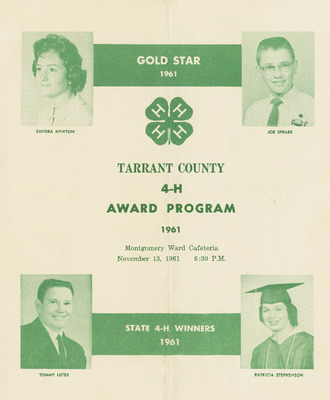 GOLD STAR
1961
SANDRA NEWTON
JOE SPEARS
H H
H H
TARRANT COUNTY
4-H
AWARD PROGRAM
1961
Montgomery Ward Cafeteria
November 13, 1961 6:30 P.M.
STATE 4-H WINNERS
1961
TOMMY LUTES
PATRICIA STEPHENSON